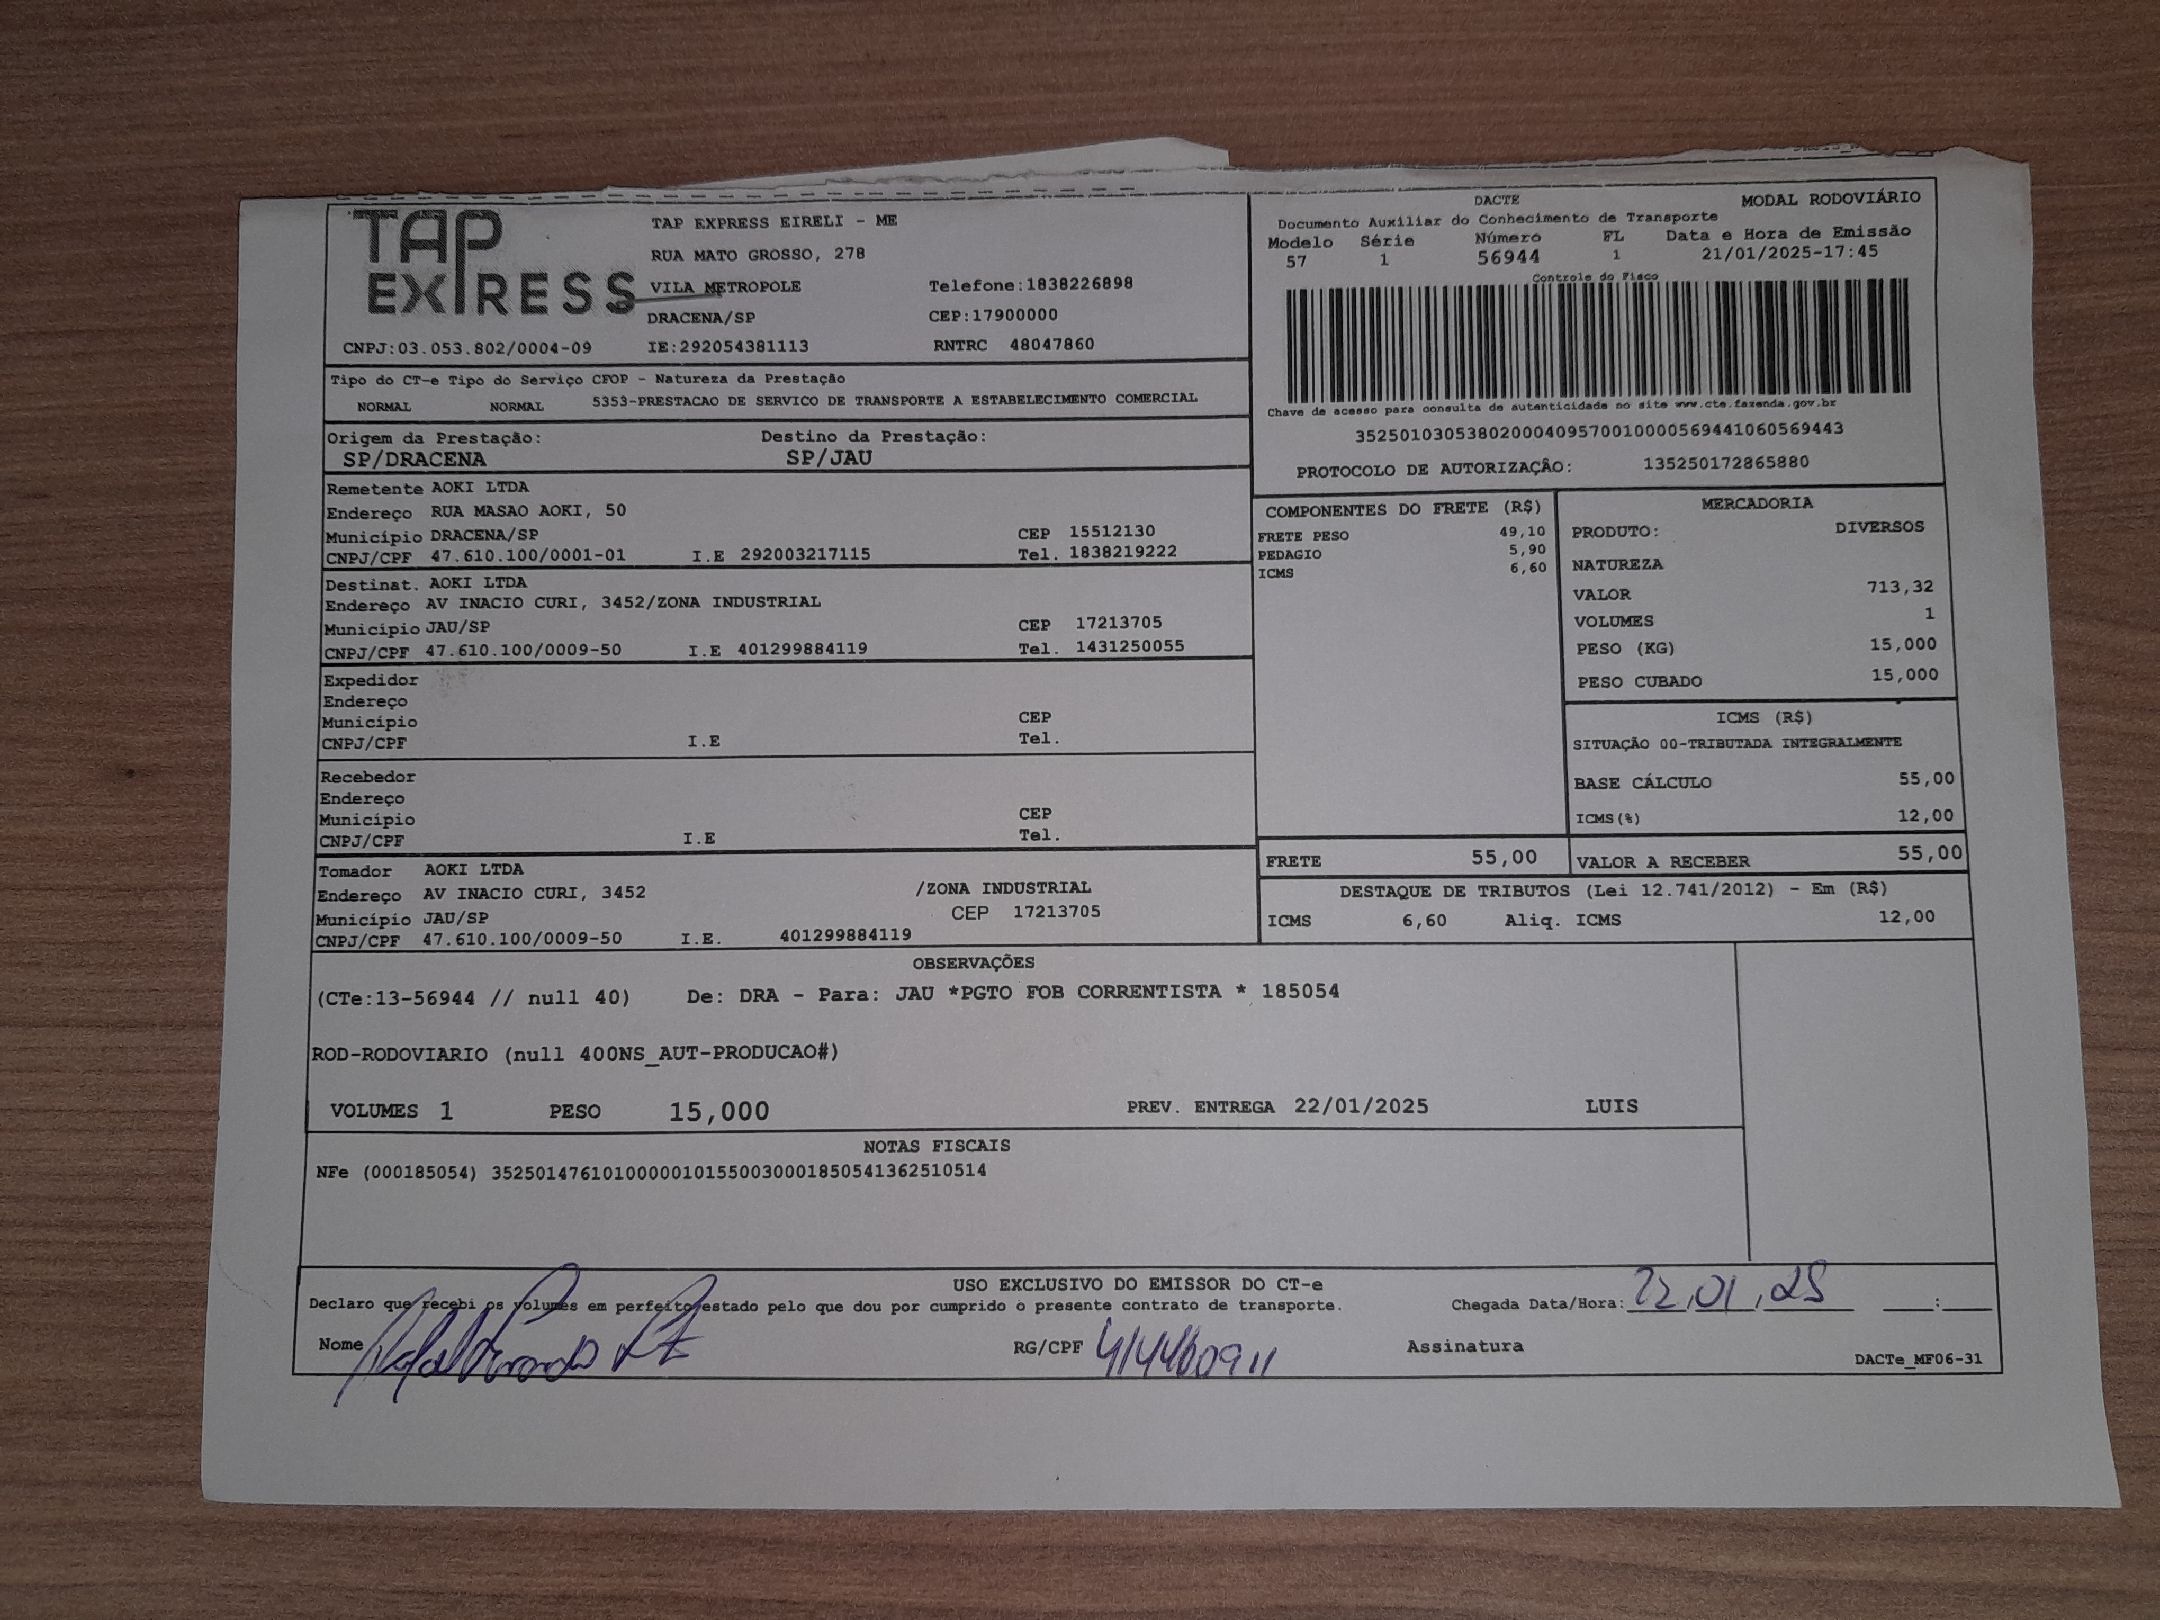 TAP EXPRESS
TAP EXPRESS EIRELI - ME
RUA MATO GROSSO, 278
VILA METROPOLE Telefone:1838226898
DRACENA/SP CEP:17900000
CNPJ:03.053.802/0004-09 IE:292054381113 RNTRC 48047860
DACTE MODAL RODOVIÁRIO
Documento Auxiliar do Conhecimento de Transporte
Modelo Série Número FL Data e Hora de Emissão
57 1 56944 1 21/01/2025-17:45
Controle do Fisco
Chave de acesso para consulta de autenticidade no site www.cte.fazenda.gov.br
35250103053802000409570010000569441060569443
PROTOCOLO DE AUTORIZAÇÃO: 135250172865880
Tipo do CT-e Tipo do Serviço CFOP - Natureza da Prestação
NORMAL NORMAL 5353-PRESTACAO DE SERVICO DE TRANSPORTE A ESTABELECIMENTO COMERCIAL
Origem da Prestação: Destino da Prestação:
SP/DRACENA SP/JAU
Remetente AOKI LTDA
Endereço RUA MASAO AOKI, 50
Município DRACENA/SP CEP 15512130
CNPJ/CPF 47.610.100/0001-01 I.E 292003217115 Tel. 1838219222
Destinat. AOKI LTDA
Endereço AV INACIO CURI, 3452/ZONA INDUSTRIAL
Município JAU/SP CEP 17213705
CNPJ/CPF 47.610.100/0009-50 I.E 401299884119 Tel. 1431250055
Expedidor
Endereço
Município CEP
CNPJ/CPF I.E Tel.
Recebedor
Endereço
Município CEP
CNPJ/CPF I.E Tel.
Tomador AOKI LTDA
Endereço AV INACIO CURI, 3452 /ZONA INDUSTRIAL
Município JAU/SP CEP 17213705
CNPJ/CPF 47.610.100/0009-50 I.E. 401299884119
COMPONENTES DO FRETE (R$)
FRETE PESO 49,10
PEDAGIO 5,90
ICMS 6,60
MERCADORIA
PRODUTO: DIVERSOS
NATUREZA
VALOR 713,32
VOLUMES 1
PESO (KG) 15,000
PESO CUBADO 15,000
ICMS (R$)
SITUAÇÃO 00-TRIBUTADA INTEGRALMENTE
BASE CÁLCULO 55,00
ICMS(%) 12,00
FRETE 55,00 VALOR A RECEBER 55,00
DESTAQUE DE TRIBUTOS (Lei 12.741/2012) - Em (R$)
ICMS 6,60 Aliq. ICMS 12,00
OBSERVAÇÕES
(CTe:13-56944 // null 40) De: DRA - Para: JAU *PGTO FOB CORRENTISTA * 185054
ROD-RODOVIARIO (null 400NS_AUT-PRODUCAO#)
VOLUMES 1 PESO 15,000 PREV. ENTREGA 22/01/2025 LUIS
NOTAS FISCAIS
NFe (000185054) 35250147610100000101550030001850541362510514
USO EXCLUSIVO DO EMISSOR DO CT-e
Declaro que recebi os volumes em perfeito estado pelo que dou por cumprido o presente contrato de transporte. Chegada Data/Hora: 22,01,25 :
Nome RG/CPF Assinatura
DACTe_MF06-31